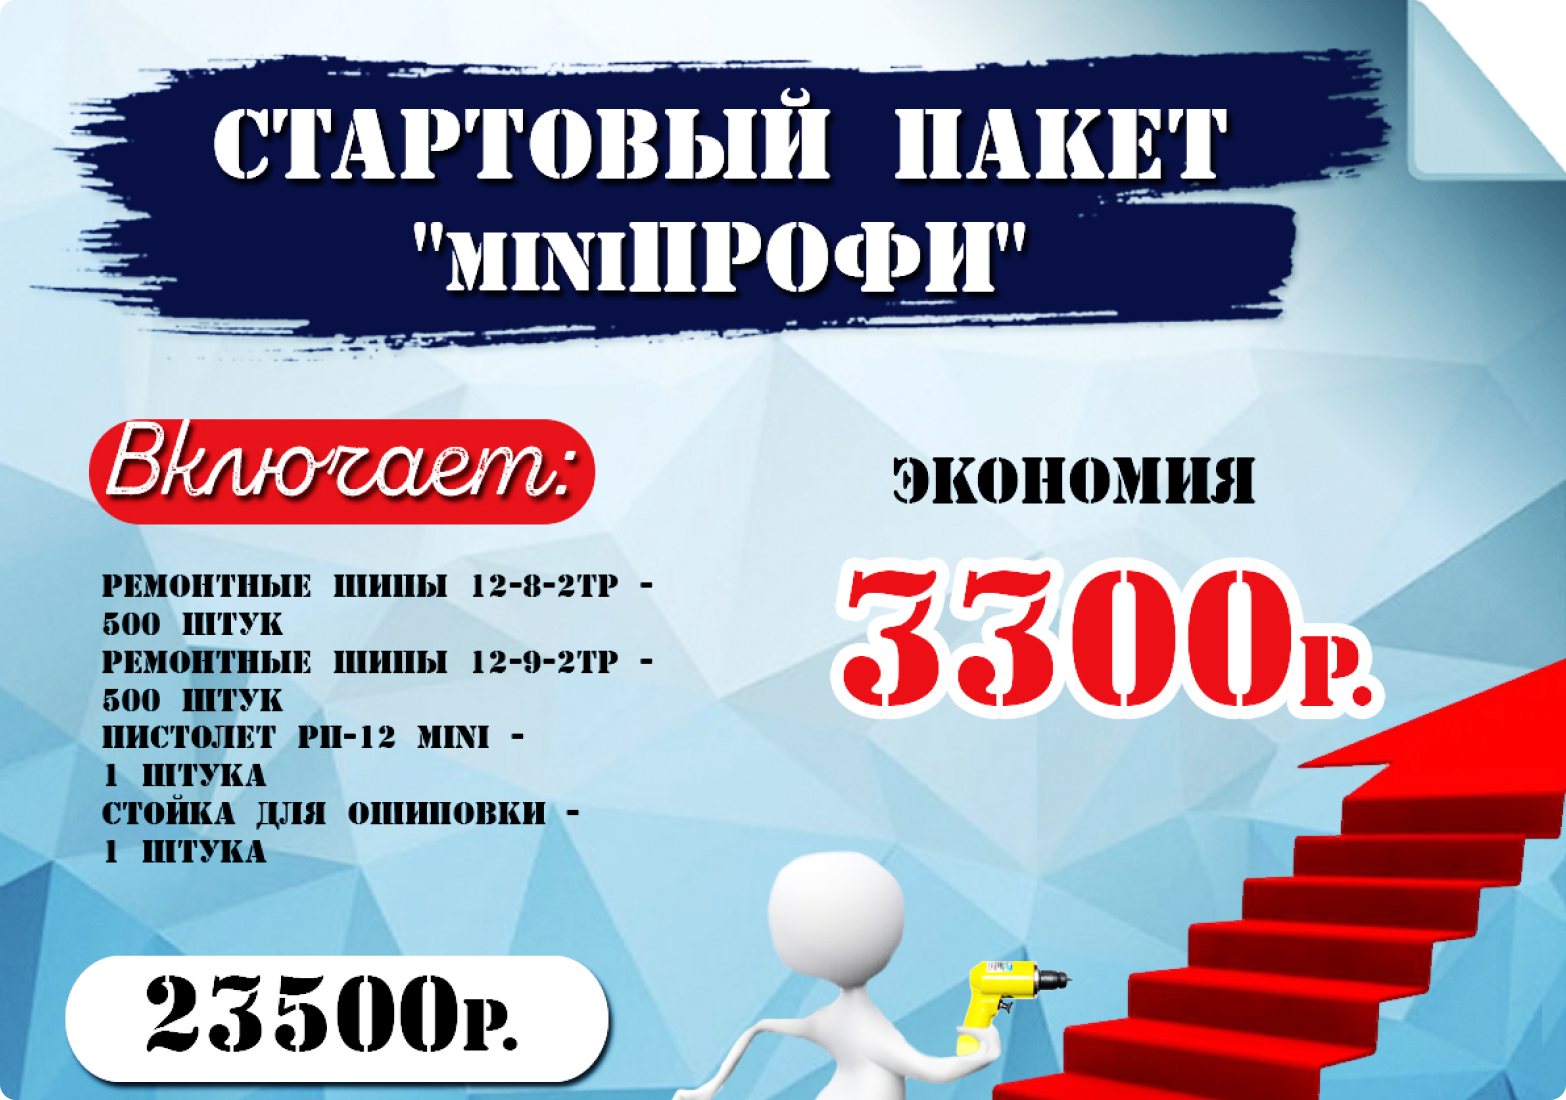 СТАРТОВЫЙ ПАКЕТ
"MINIПРОФИ"
Включает:
РЕМОНТНЫЕ ШИПЫ 12-8-2ТР -
500 ШТУК
РЕМОНТНЫЕ ШИПЫ 12-9-2ТР -
500 ШТУК
ПИСТОЛЕТ РП-12 MINI -
1 ШТУКА
СТОЙКА ДЛЯ ОШИПОВКИ -
1 ШТУКА
23500Р.
ЭКОНОМИЯ
3300Р.